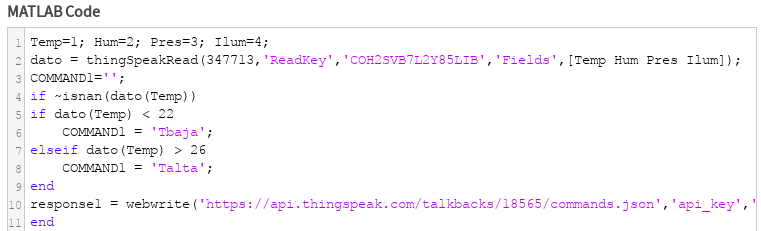 MATLAB Code
1 Temp=1; Hum=2; Pres=3; Ilum=4;
2 dato = thingSpeakRead(347713,'ReadKey','COH2SVB7L2Y85LIB','Fields',[Temp Hum Pres Ilum]);
3 COMMAND1='';
4 if ~isnan(dato(Temp))
5 if dato(Temp) < 22
6 COMMAND1 = 'Tbaja';
7 elseif dato(Temp) > 26
8 COMMAND1 = 'Talta';
9 end
10 response1 = webwrite('https://api.thingspeak.com/talkbacks/18565/commands.json','api_key','
11 end